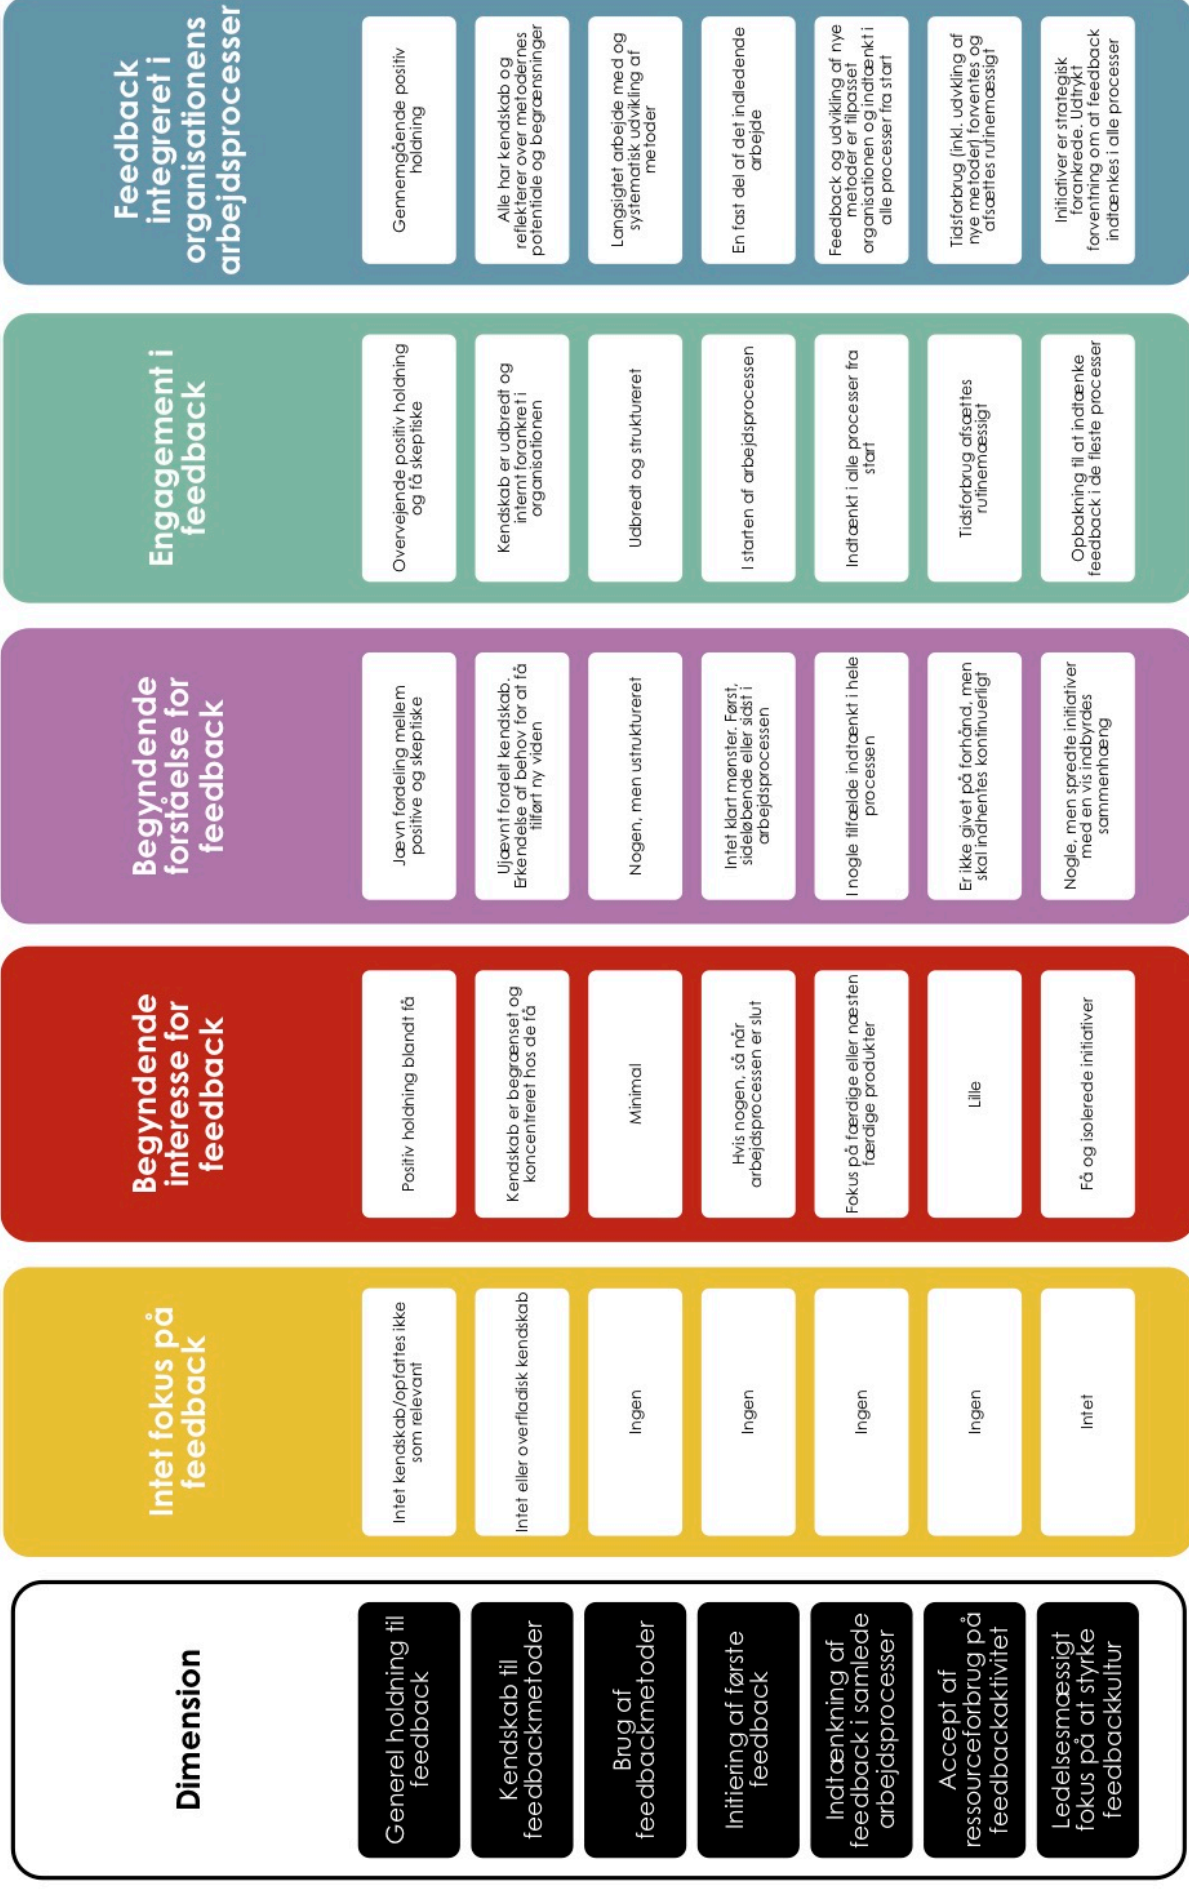 Dimension
Generel holdning til
feedback
Kendskab til
feedbackmetoder
Brug af
feedbackmetoder
Initiering af første
feedback
Indtænkning af
feedback i samlede
arbejdsprocesser
Accept af
ressourceforbrug på
feedbackaktivitet
Ledelsesmæssigt
fokus på at styrke
feedbackkultur
Intet fokus på
feedback
Intet kendskab/opfattes ikke
som relevant
Intet eller overfladisk kendskab
Ingen
Ingen
Ingen
Ingen
Intet
Begyndende
interesse for
feedback
Positiv holdning blandt få
Kendskab er begrænset og
koncentreret hos de få
Minimal
Hvis nogen, så når
arbejdsprocessen er slut
Fokus på færdige eller næsten
færdige produkter
Lille
Få og isolerede initiativer
Begyndende
forståelse for
feedback
Jævn fordeling mellem
positive og skeptiske
Ujævnt fordelt kendskab.
Erkendelse af behov for at få
tilført ny viden
Nogen, men ustruktureret
Intet klart mønster. Først,
sideløbende eller sidst i
arbejdsprocessen
I nogle tilfælde indtænkt i hele
processen
Er ikke givet på forhånd, men
skal indhentes kontinuerligt
Nogle, men spredte initiativer
med en vis indbyrdes
sammenhæng
Engagement i
feedback
Overvejende positiv holdning
og få skeptiske
Kendskab er udbredt og
internt forankret i
organisationen
Udbredt og struktureret
I starten af arbejdsprocessen
Indtænkt i alle processer fra
start
Tidsforbrug afsættes
rutinemæssigt
Opbakning til at indtænke
feedback i de fleste processer
Feedback
integreret i
organisationens
arbejdsprocesser
Gennemgående positiv
holdning
Alle har kendskab og
reflekterer over metodernes
potentiale og begrænsninger
Langsigtet arbejde med og
systematisk udvikling af
metoder
En fast del af det indledende
arbejde
Feedback og udvikling af nye
metoder er tilpasset
organisationen og indtænkt i
alle processer fra start
Tidsforbrug (inkl. udvkling af
nye metoder) forventes og
afsættes rutinemæssigt
Initiativer er strategisk
forankrede. Udtrykt
forventning om at feedback
indtænkes i alle processer